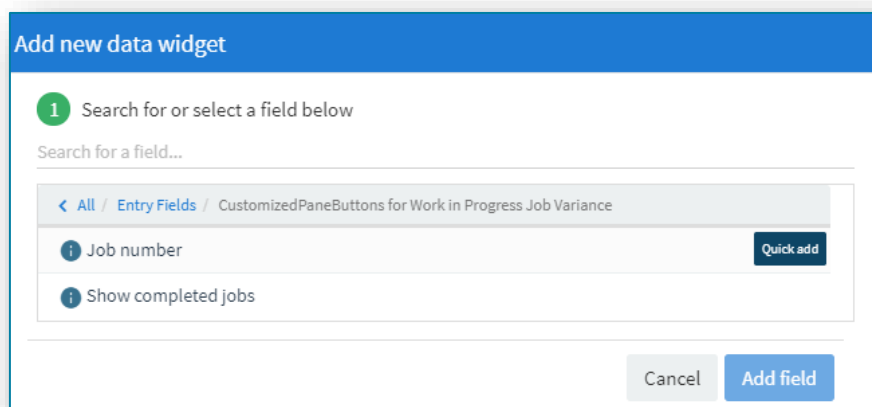 Add new data widget
1 Search for or select a field below
Search for a field...
< All / Entry Fields / CustomizedPaneButtons for Work in Progress Job Variance
i Job number Quick add
i Show completed jobs
Cancel Add field